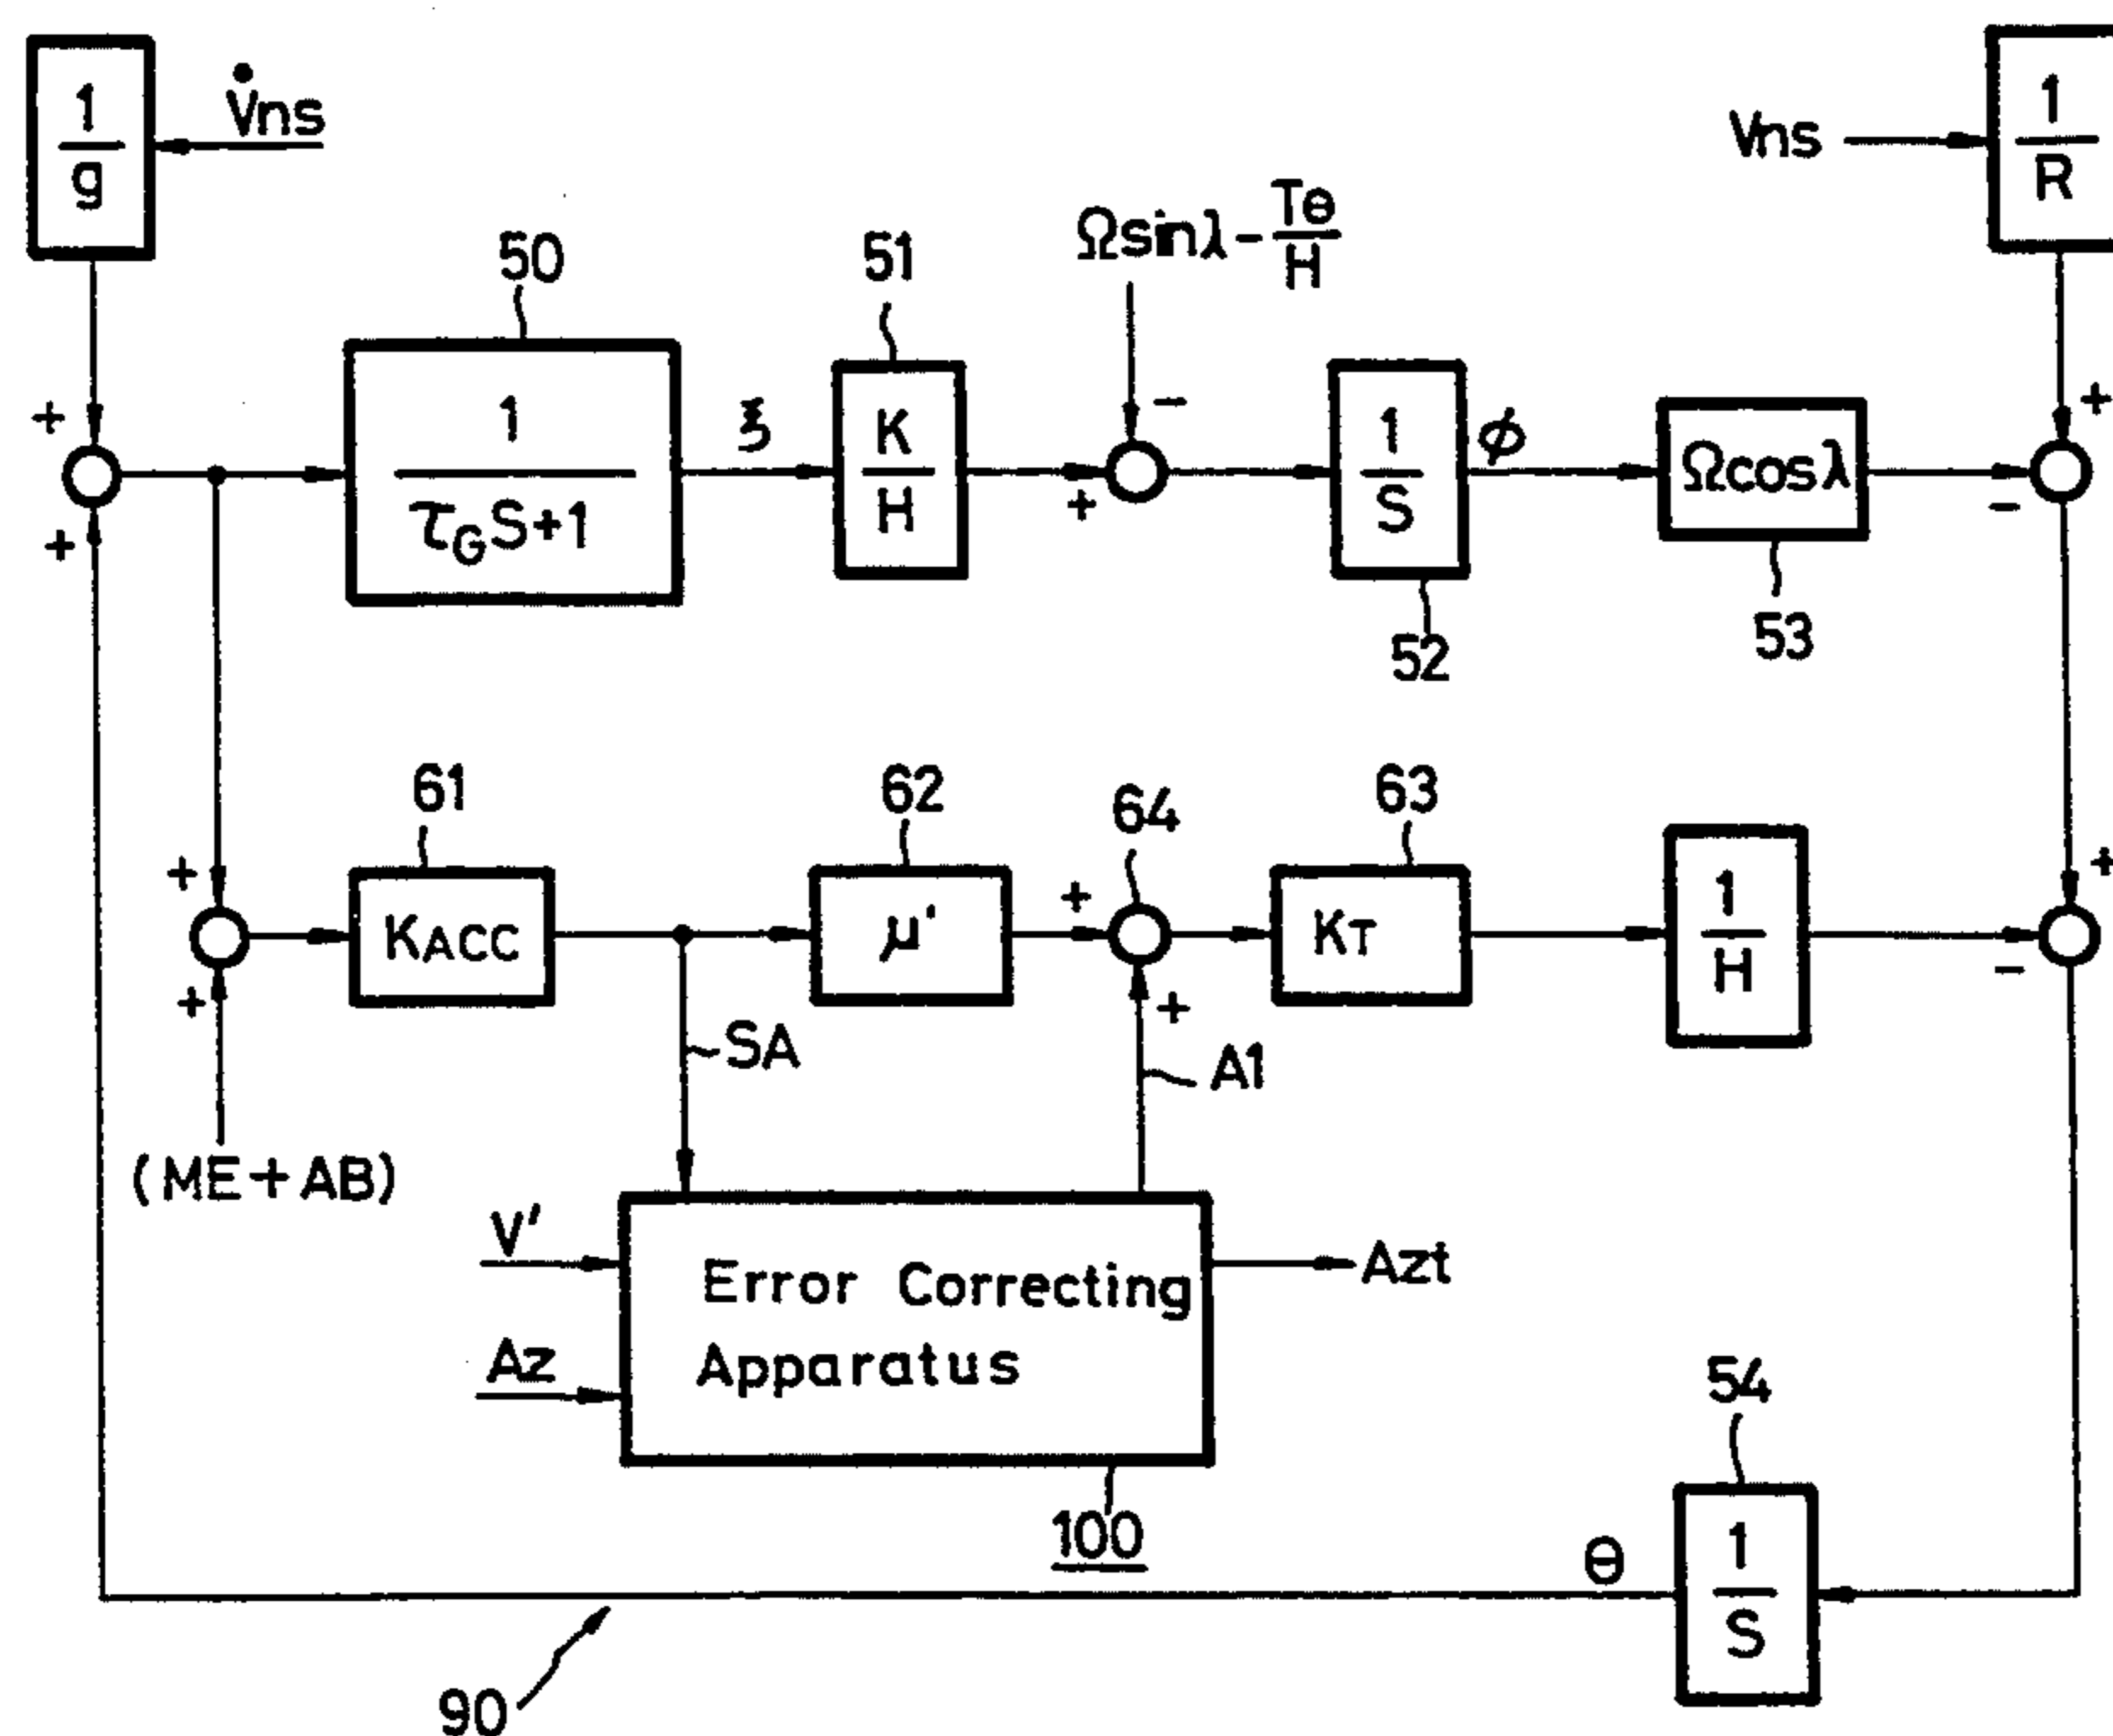 1
g
V̇ns
Vns
1
R
Ωsinλ-Te
H
50
51
1
τGS+1
ξ
K
H
1
S
ϕ
Ωcosλ
+
+
+
-
+
-
52
53
61
62
64
63
+
+
KACC
μ'
+
+
KT
1
H
+
-
SA
A1
(ME+AB)
V'
Az
Error Correcting
Apparatus
Azt
100
54
θ
1
S
90